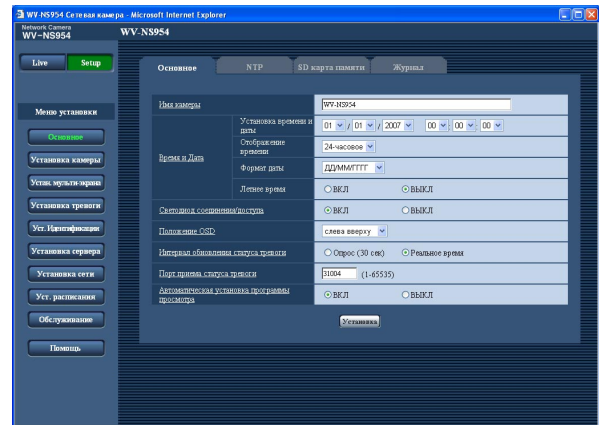 WV-NS954 Сетевая камера - Microsoft Internet Explorer
Network Camera
WV-NS954
WV-NS954
Live
Setup
Основное
NTP
SD карта памяти
Журнал
Меню установки
Основное
Установка камеры
Устан. мульти-экрана
Установка тревоги
Уст. Идентификации
Установка сервера
Установка сети
Уст. расписания
Обслуживание
Помощь
Имя камеры
WV-NS954
Время и Дата
Установка времени и даты
01 / 01 / 2007 00 : 00 : 00
Отображение времени
24-часовое
Формат даты
ДД/ММ/ГГГГ
Летнее время
ВКЛ
ВЫКЛ
Светодиод соединения/доступа
ВКЛ
ВЫКЛ
Положение OSD
слева вверху
Интервал обновления статуса тревоги
Опрос (30 сек)
Реальное время
Порт приема статуса тревоги
31004 (1-65535)
Автоматическая установка программы просмотра
ВКЛ
ВЫКЛ
Установка